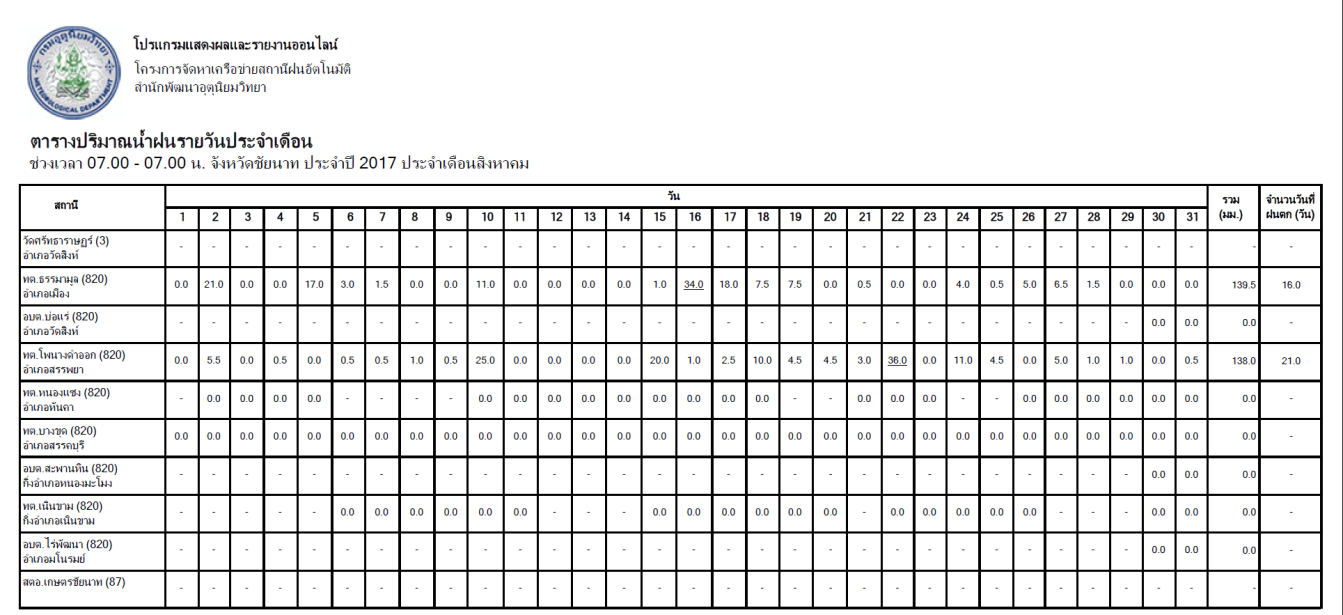 กรมอุตุนิยมวิทยา
METEOROLOGICAL DEPARTMENT
โปรแกรมแสดงผลและรายงานออนไลน์
โครงการจัดหาเครือข่ายสถานีฝนอัตโนมัติ
สำนักพัฒนาอุตุนิยมวิทยา
ตารางปริมาณน้ำฝนรายวันประจำเดือน
ช่วงเวลา 07.00 - 07.00 น. จังหวัดชัยนาท ประจำปี 2017 ประจำเดือนสิงหาคม
สถานี วัน รวม (มม.) จำนวนวันที่ ฝนตก (วัน)
1 2 3 4 5 6 7 8 9 10 11 12 13 14 15 16 17 18 19 20 21 22 23 24 25 26 27 28 29 30 31
วัดศรัทธาราษฎร์ (3)
อำเภอวัดสิงห์
- - - - - - - - - - - - - - - - - - - - - - - - - - - - - - - - -
ทต.ธรรมามูล (820)
อำเภอเมือง
0.0 21.0 0.0 0.0 17.0 3.0 1.5 0.0 0.0 11.0 0.0 0.0 0.0 0.0 1.0 34.0 18.0 7.5 7.5 0.0 0.5 0.0 0.0 4.0 0.5 5.0 6.5 1.5 0.0 0.0 0.0 139.5 16.0
อบต.บ่อแร่ (820)
อำเภอวัดสิงห์
- - - - - - - - - - - - - - - - - - - - - - - - - - - - - 0.0 0.0 0.0 -
ทต.โพนางดำออก (820)
อำเภอสรรพยา
0.0 5.5 0.0 0.5 0.0 0.5 0.5 1.0 0.5 25.0 0.0 0.0 0.0 0.0 20.0 1.0 2.5 10.0 4.5 4.5 3.0 36.0 0.0 11.0 4.5 0.0 5.0 1.0 1.0 0.0 0.5 138.0 21.0
ทต.หนองแซง (820)
อำเภอหันคา
- 0.0 0.0 0.0 0.0 - - - - 0.0 0.0 0.0 0.0 0.0 0.0 0.0 0.0 0.0 - - 0.0 0.0 0.0 - - 0.0 0.0 0.0 0.0 0.0 0.0 0.0 -
ทต.บางขุด (820)
อำเภอสรรคบุรี
0.0 0.0 0.0 0.0 0.0 0.0 0.0 0.0 0.0 0.0 0.0 0.0 0.0 0.0 0.0 0.0 0.0 0.0 0.0 0.0 0.0 0.0 0.0 0.0 0.0 0.0 0.0 0.0 0.0 0.0 0.0 0.0 -
อบต.สะพานหิน (820)
กิ่งอำเภอหนองมะโมง
- - - - - - - - - - - - - - - - - - - - - - - - - - - - - 0.0 0.0 0.0 -
ทต.เนินขาม (820)
กิ่งอำเภอเนินขาม
- - - - - 0.0 0.0 0.0 0.0 0.0 0.0 - - - 0.0 0.0 0.0 0.0 0.0 0.0 - 0.0 0.0 0.0 0.0 0.0 - - - 0.0 0.0 0.0 -
อบต.ไร่พัฒนา (820)
อำเภอมโนรมย์
- - - - - - - - - - - - - - - - - - - - - - - - - - - - - 0.0 0.0 0.0 -
สตอ.เกษตรชัยนาท (87)
- - - - - - - - - - - - - - - - - - - - - - - - - - - - - - - - -